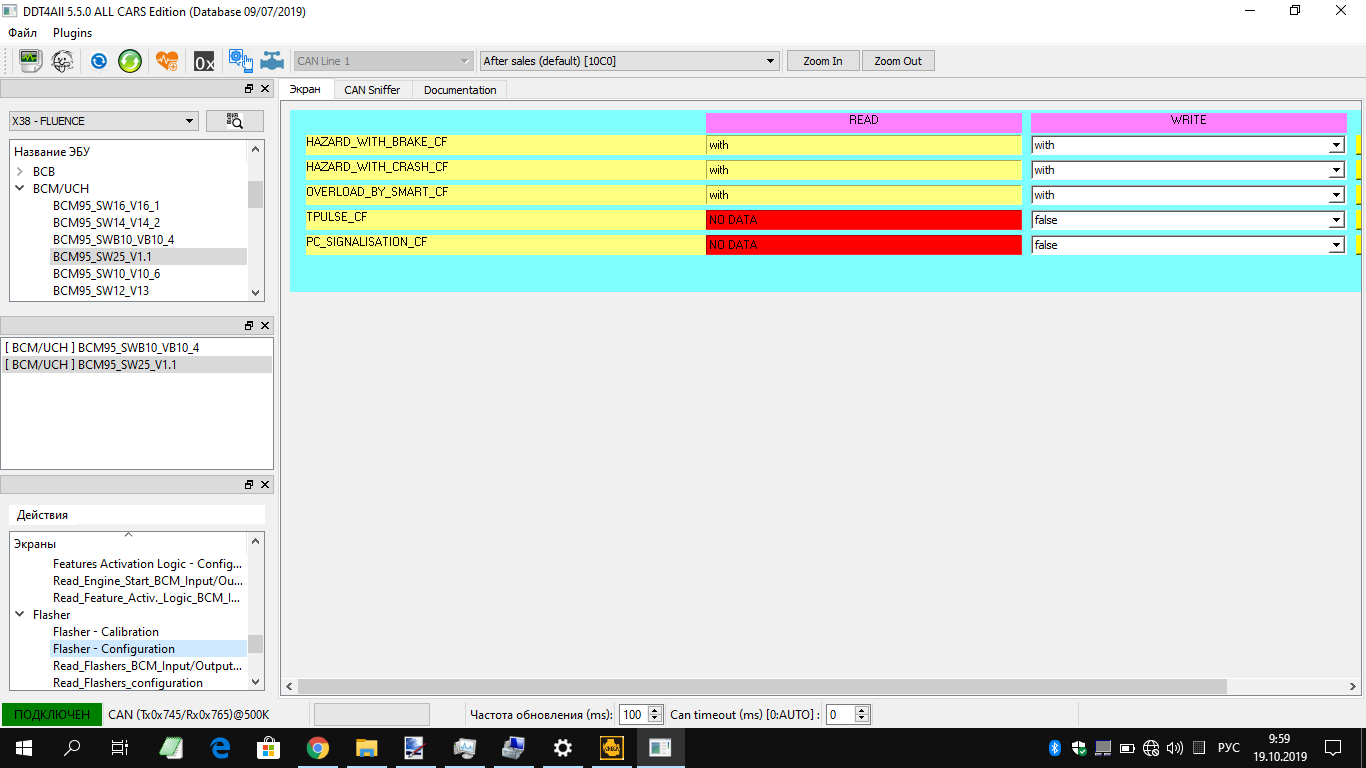 DDT4All 5.5.0 ALL CARS Edition (Database 09/07/2019)
Файл Plugins
0x CAN Line 1 After sales (default) [10C0] Zoom In Zoom Out
Экран CAN Sniffer Documentation
X38 - FLUENCE
Название ЭБУ
BCB
BCM/UCH
BCM95_SW16_V16_1
BCM95_SW14_V14_2
BCM95_SWB10_VB10_4
BCM95_SW25_V1.1
BCM95_SW10_V10_6
BCM95_SW12_V13
[ BCM/UCH ] BCM95_SWB10_VB10_4
[ BCM/UCH ] BCM95_SW25_V1.1
Действия
Экраны
Features Activation Logic - Config...
Read_Engine_Start_BCM_Input/Ou...
Read_Feature_Activ._Logic_BCM_I...
Flasher
Flasher - Calibration
Flasher - Configuration
Read_Flashers_BCM_Input/Output...
Read_Flashers_configuration
READ WRITE
HAZARD_WITH_BRAKE_CF with with
HAZARD_WITH_CRASH_CF with with
OVERLOAD_BY_SMART_CF with with
TPULSE_CF NO DATA false
PC_SIGNALISATION_CF NO DATA false
ПОДКЛЮЧЕН CAN (Tx0x745/Rx0x765)@500K Частота обновления (ms): 100 Can timeout (ms) [0:AUTO] : 0
CHECK РУС 9:59
19.10.2019